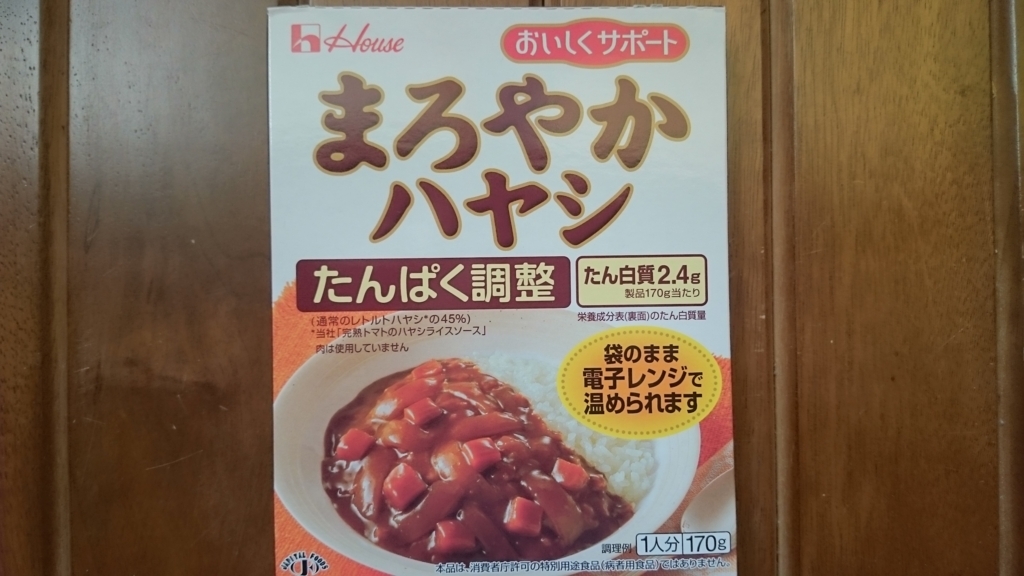 House
おいしくサポート
まろやか
ハヤシ
たんぱく調整
たん白質2.4g
製品170g当たり
(通常のレトルトハヤシ*の45%)
*当社「完熟トマトのハヤシライスソース」
肉は使用していません
栄養成分表(裏面)のたん白質量
袋のまま
電子レンジで
温められます
調理例 1人分 170g
本品は、消費者庁許可の特別用途食品(病者用食品)ではありません。